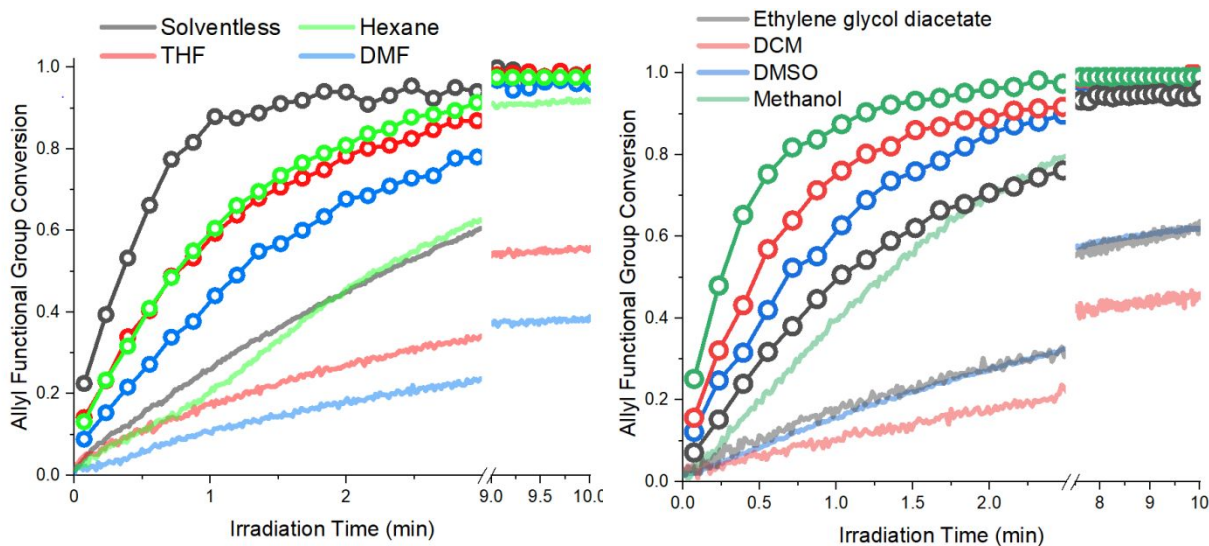 Solventless
Hexane
THF
DMF
Allyl Functional Group Conversion
1.0
0.8
0.6
0.4
0.2
0.0
0
1
2
9.0
9.5
10.0
Irradiation Time (min)
Ethylene glycol diacetate
DCM
DMSO
Methanol
Allyl Functional Group Conversion
1.0
0.8
0.6
0.4
0.2
0.0
0.0
0.5
1.0
1.5
2.0
8
9
10
Irradiation Time (min)